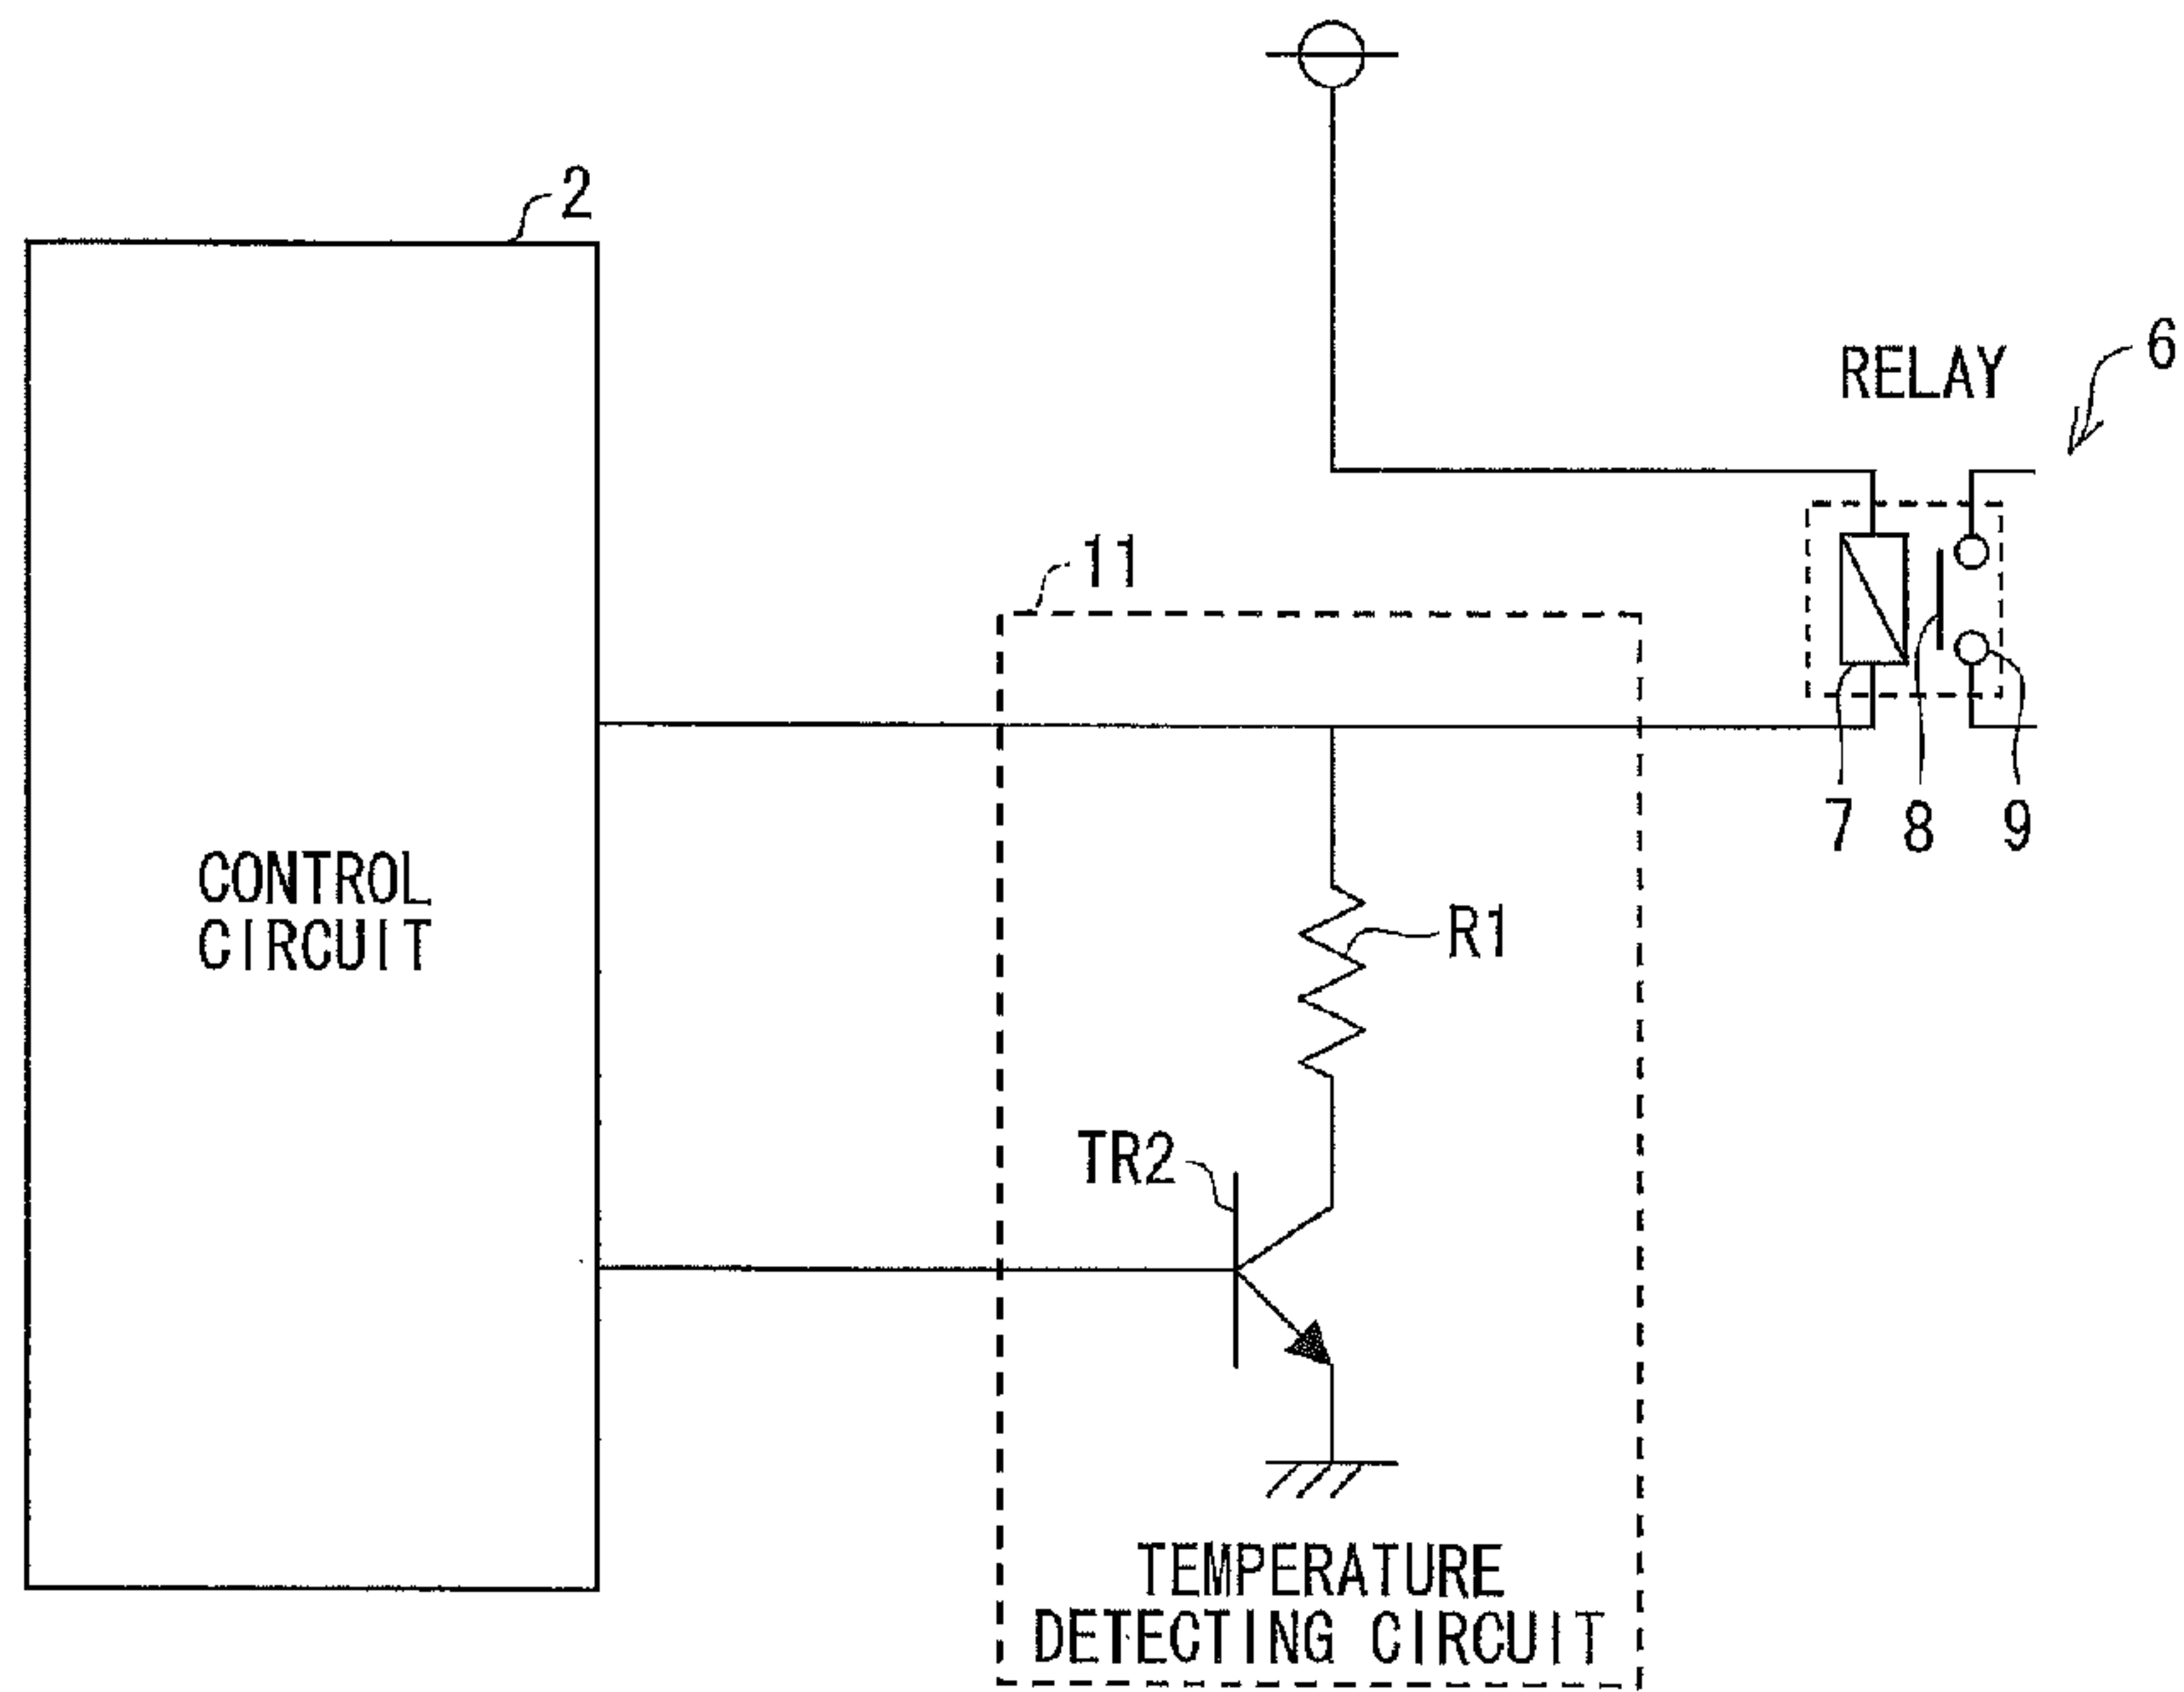 2
RELAY
6
11
7
8
9
CONTROL
CIRCUIT
R1
TR2
TEMPERATURE
DETECTING CIRCUIT